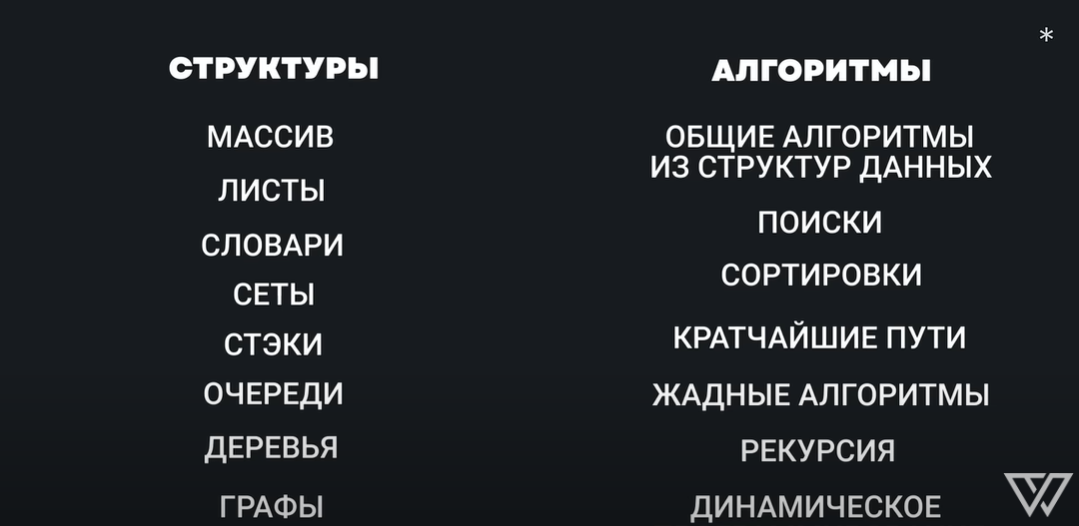 СТРУКТУРЫ
МАССИВ
ЛИСТЫ
СЛОВАРИ
СЕТЫ
СТЭКИ
ОЧЕРЕДИ
ДЕРЕВЬЯ
ГРАФЫ
*
АЛГОРИТМЫ
ОБЩИЕ АЛГОРИТМЫ
ИЗ СТРУКТУР ДАННЫХ
ПОИСКИ
СОРТИРОВКИ
КРАТЧАЙШИЕ ПУТИ
ЖАДНЫЕ АЛГОРИТМЫ
РЕКУРСИЯ
ДИНАМИЧЕСКОЕ